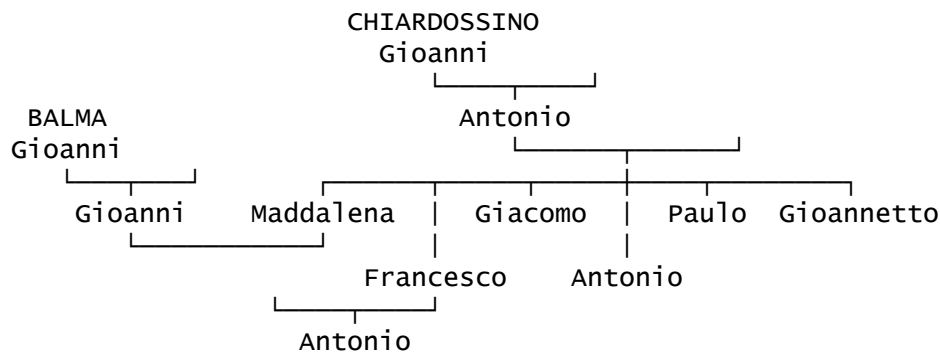 CHIARDOSSINO
Gioanni
BALMA
Antonio
Gioanni
Gioanni Maddalena Giacomo Paulo Gioannetto
Francesco Antonio
Antonio